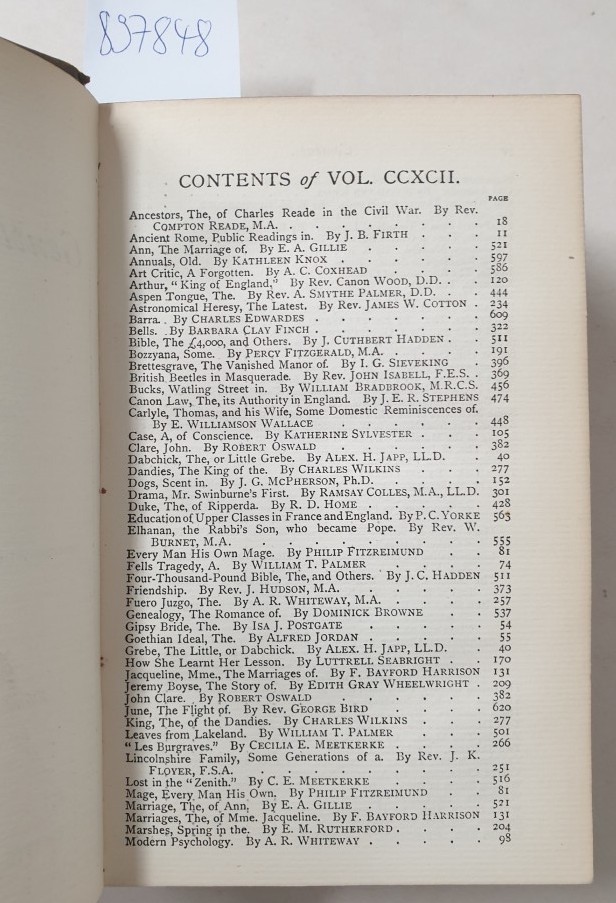 897848
CONTENTS of VOL. CCXCII.
PAGE
Ancestors, The, of Charles Reade in the Civil War. By Rev.
COMPTON READE, M.A. . . . . . . . . 18
Ancient Rome, Public Readings in. By J. B. FIRTH . . . 11
Ann, The Marriage of. By E. A. GILLIE . . . . . 521
Annuals, Old. By KATHLEEN KNOX . . . . . . 597
Art Critic, A Forgotten. By A. C. COXHEAD . . . . 586
Arthur, "King of England." By Rev. Canon WOOD, D.D. . . 120
Aspen Tongue, The. By Rev. A. SMYTHE PALMER, D.D. . . 444
Astronomical Heresy, The Latest. By Rev. JAMES W. COTTON . 234
Barra. By CHARLES EDWARDES . . . . . . 609
Bells. By BARBARA CLAY FINCH . . . . . . 322
Bible, The £4,000, and Others. By J. CUTHBERT HADDEN . . 511
Bozzyana, Some. By PERCY FITZGERALD, M.A. . . . . 191
Brettesgrave, The Vanished Manor of. By I. G. SIEVEKING . . 396
British Beetles in Masquerade. By Rev. JOHN ISABELL, F.E.S. . 369
Bucks, Watling Street in. By WILLIAM BRADBROOK, M.R.C.S. 456
Canon Law, The, its Authority in England. By J. E. R. STEPHENS 474
Carlyle, Thomas, and his Wife, Some Domestic Reminiscences of.
By E. WILLIAMSON WALLACE . . . . . . 448
Case, A, of Conscience. By KATHERINE SYLVESTER . . . 105
Clare, John. By ROBERT OSWALD . . . . . . 382
Dabchick, The, or Little Grebe. By ALEX. H. JAPP, LL.D. . 40
Dandies, The King of the. By CHARLES WILKINS . . . 277
Dogs, Scent in. By J. G. MCPHERSON, Ph.D. . . . . 152
Drama, Mr. Swinburne's First. By RAMSAY COLLES, M.A., LL.D. 301
Duke, The, of Ripperda. By R. D. HOME . . . . . 428
Education of Upper Classes in France and England. By P. C. YORKE 563
Elhanan, the Rabbi's Son, who became Pope. By Rev. W.
BURNET, M.A. . . . . . . . . . 555
Every Man His Own Mage. By PHILIP FITZREIMUND . . 81
Fells Tragedy, A. By WILLIAM T. PALMER . . . . 74
Four-Thousand-Pound Bible, The, and Others. By J. C. HADDEN 511
Friendship. By Rev. J. HUDSON, M.A. . . . . . 373
Fuero Juzgo, The. By A. R. WHITEWAY, M.A. . . . . 257
Genealogy, The Romance of. By DOMINICK BROWNE . . . 537
Gipsy Bride, The. By ISA J. POSTGATE . . . . . 54
Goethian Ideal, The. By ALFRED JORDAN . . . . . 55
Grebe, The Little, or Dabchick. By ALEX. H. JAPP, LL.D. . 40
How She Learnt Her Lesson. By LUTTRELL SEABRIGHT . . 170
Jacqueline, Mme., The Marriages of. By F. BAYFORD HARRISON 131
Jeremy Boyse, The Story of. By EDITH GRAY WHEELWRIGHT . 209
John Clare. By ROBERT OSWALD . . . . . . 382
June, The Flight of. By Rev. GEORGE BIRD . . . . 620
King, The, of the Dandies. By CHARLES WILKINS . . . 277
Leaves from Lakeland. By WILLIAM T. PALMER . . . 501
"Les Burgraves." By CECILIA E. MEETKERKE . . . . 266
Lincolnshire Family, Some Generations of a. By Rev. J. K.
FLOYER, F.S.A. . . . . . . . . . 251
Lost in the "Zenith." By C. E. MEETKERKE . . . . 516
Mage, Every Man His Own. By PHILIP FITZREIMUND . . 81
Marriage, The, of Ann. By E. A. GILLIE . . . . . 521
Marriages, The, of Mme. Jacqueline. By F. BAYFORD HARRISON 131
Marshes, Spring in the. By E. M. RUTHERFORD . . . . 204
Modern Psychology. By A. R. WHITEWAY . . . . . 98